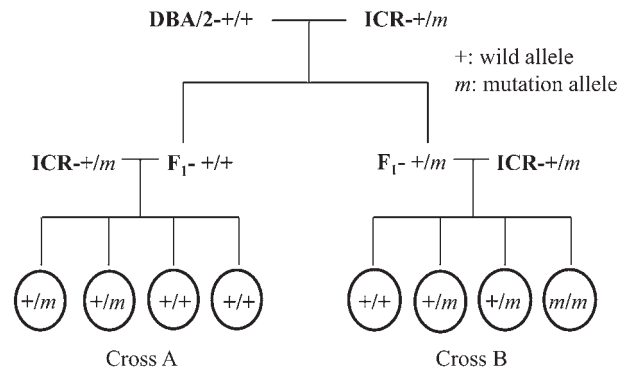 DBA/2-+/+ ICR-+/m
+: wild allele
m: mutation allele
ICR-+/m F1- +/+ F1- +/m ICR-+/m
+/m +/m +/+ +/+ +/+ +/m +/m m/m
Cross A Cross B